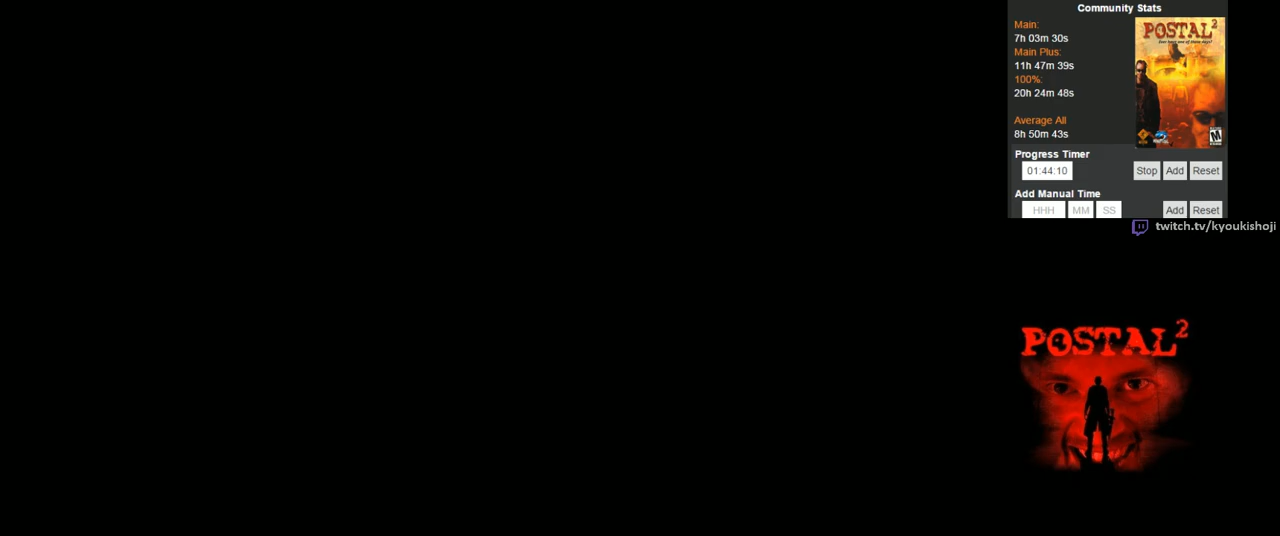 Community Stats
Main:
7h 03m 30s
Main Plus:
11h 47m 39s
100%:
20h 24m 48s
Average All
8h 50m 43s
POSTAL²
Progress Timer
01:44:10 Stop Add Reset
Add Manual Time
HHH MM SS Add Reset
twitch.tv/kyoukishoji
POSTAL²